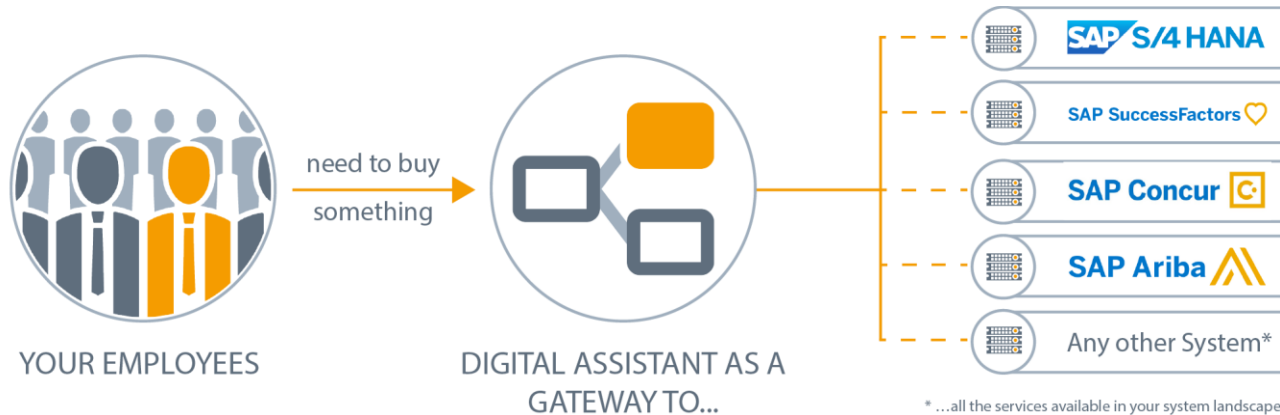 YOUR EMPLOYEES
need to buy
something
DIGITAL ASSISTANT AS A
GATEWAY TO...
SAP S/4 HANA
SAP SuccessFactors
SAP Concur C
SAP Ariba
Any other System*
* ...all the services available in your system landscape